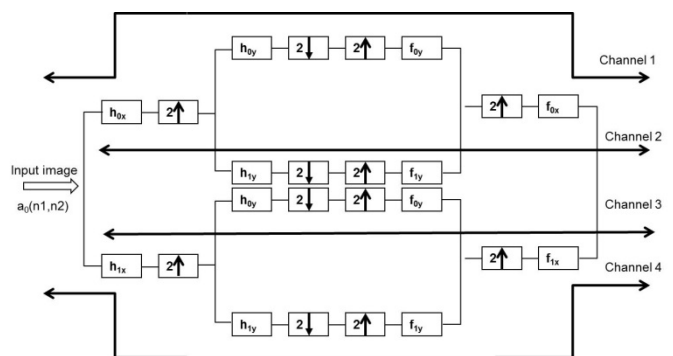 h0y 2↓ 2↑ f0y
Channel 1
h0x 2↑ 2↑ f0x
Channel 2
Input image
h1y 2↓ 2↑ f1y
h0y 2↓ 2↑ f0y
a0(n1,n2)
Channel 3
h1x 2↑ 2↑ f1x
Channel 4
h1y 2↓ 2↑ f1y